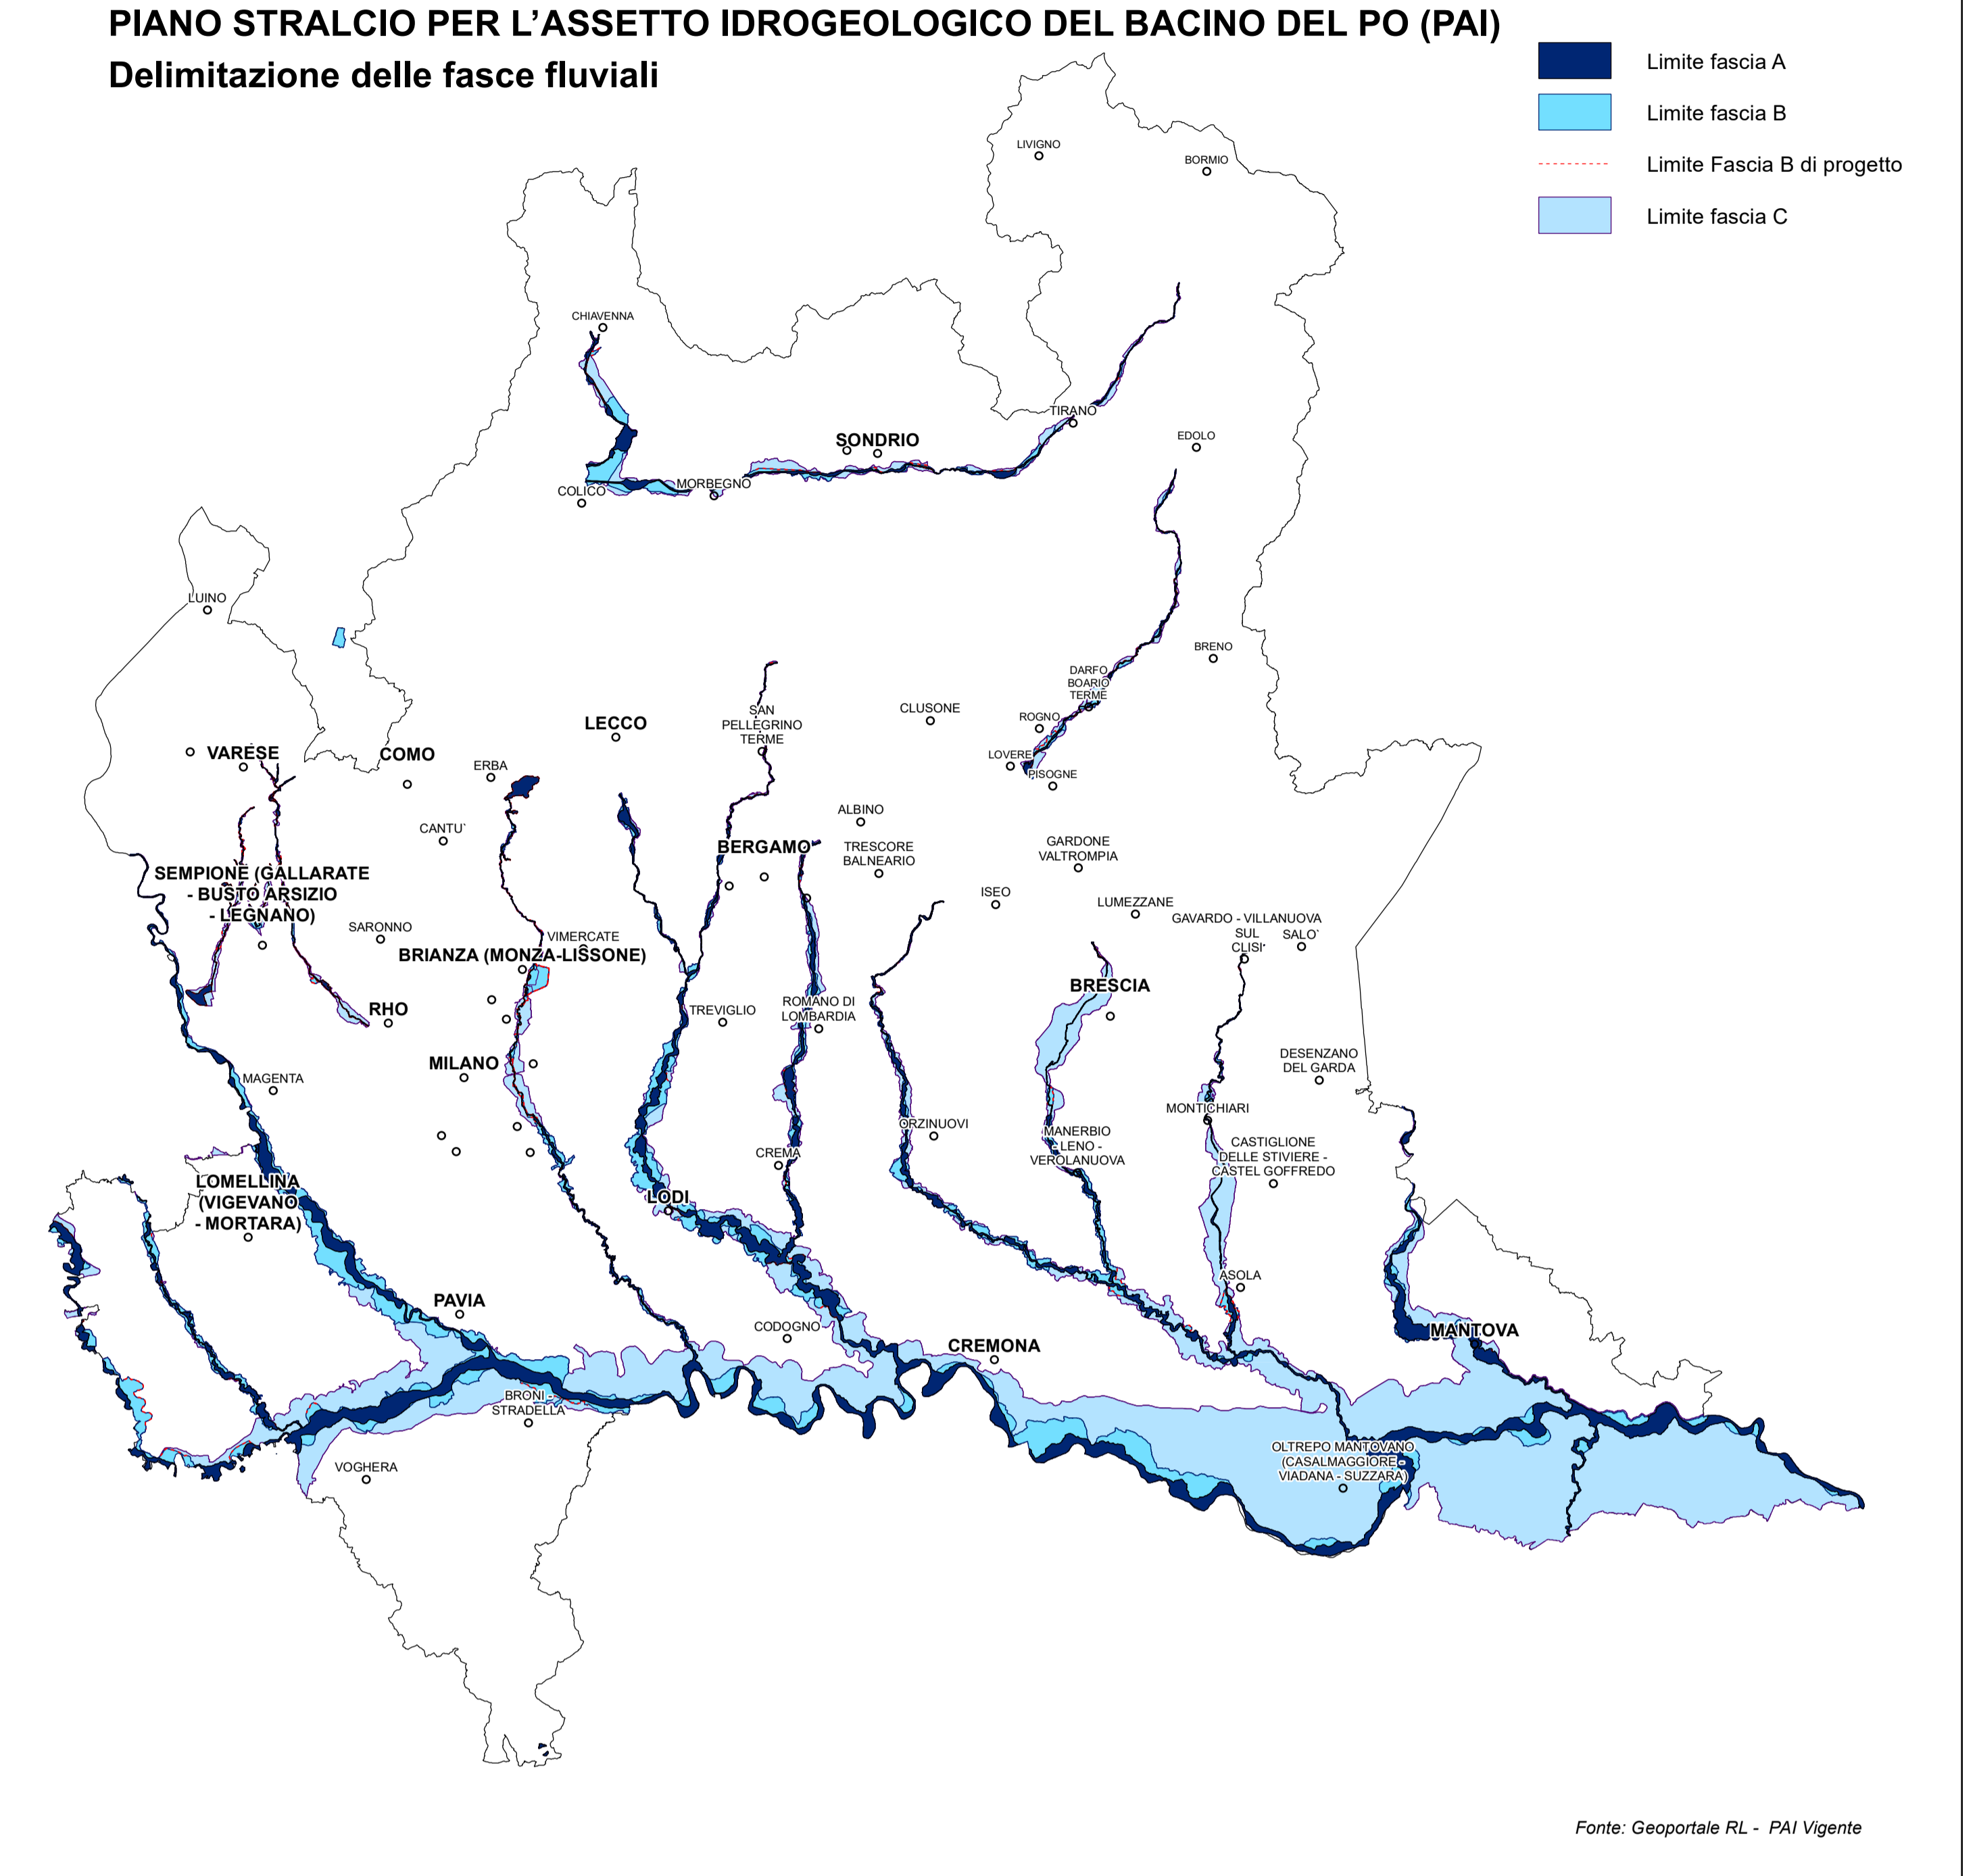 PIANO STRALCIO PER L’ASSETTO IDROGEOLOGICO DEL BACINO DEL PO (PAI)
Delimitazione delle fasce fluviali
Limite fascia A
Limite fascia B
Limite Fascia B di progetto
Limite fascia C
LIVIGNO
BORMIO
CHIAVENNA
TIRANO
SONDRIO
EDOLO
MORBEGNO
COLICO
LUINO
BRENO
DARFO
BOARIO
TERME
ROGNO
LOVERE
PISOGNE
CLUSONE
SAN
PELLEGRINO
TERME
LECCO
VARESE
COMO
ERBA
CANTU`
ALBINO
BERGAMO
TRESCORE
BALNEARIO
GARDONE
VALTROMPIA
SEMPIONE (GALLARATE
- BUSTO ARSIZIO
- LEGNANO)
ISEO
LUMEZZANE
GAVARDO - VILLANUOVA
SUL
CLISI`
SALO`
SARONNO
VIMERCATE
BRIANZA (MONZA-LISSONE)
BRESCIA
RHO
TREVIGLIO
ROMANO DI
LOMBARDIA
MILANO
MAGENTA
DESENZANO
DEL GARDA
MONTICHIARI
ORZINUOVI
MANERBIO
- LENO -
VEROLANUOVA
CASTIGLIONE
DELLE STIVIERE -
CASTEL GOFFREDO
CREMA
LOMELLINA
(VIGEVANO
- MORTARA)
LODI
ASOLA
PAVIA
CODOGNO
CREMONA
MANTOVA
BRONI -
STRADELLA
VOGHERA
OLTREPO MANTOVANO
(CASALMAGGIORE -
VIADANA - SUZZARA)
Fonte: Geoportale RL - PAI Vigente